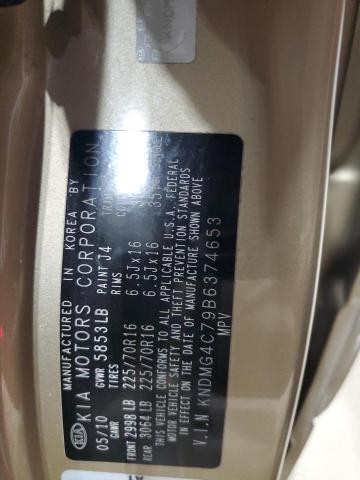 MANUFACTURED IN KOREA BY
KIA KIA MOTORS CORPORATION
05/10 GVWR 5853LB PAINT J4
GAWR TIRES RIMS
FRONT 2998 LB 225/70R16 6.5Jx16
REAR 3064 LB 225/70R16 6.5Jx16
THIS VEHICLE CONFORMS TO ALL APPLICABLE U.S.A. FEDERAL
MOTOR VEHICLE SAFETY AND THEFT PREVENTION STANDARDS
IN EFFECT ON THE DATE OF MANUFACTURE SHOWN ABOVE
V.I.N KNDMG4C79B6374653
MPV